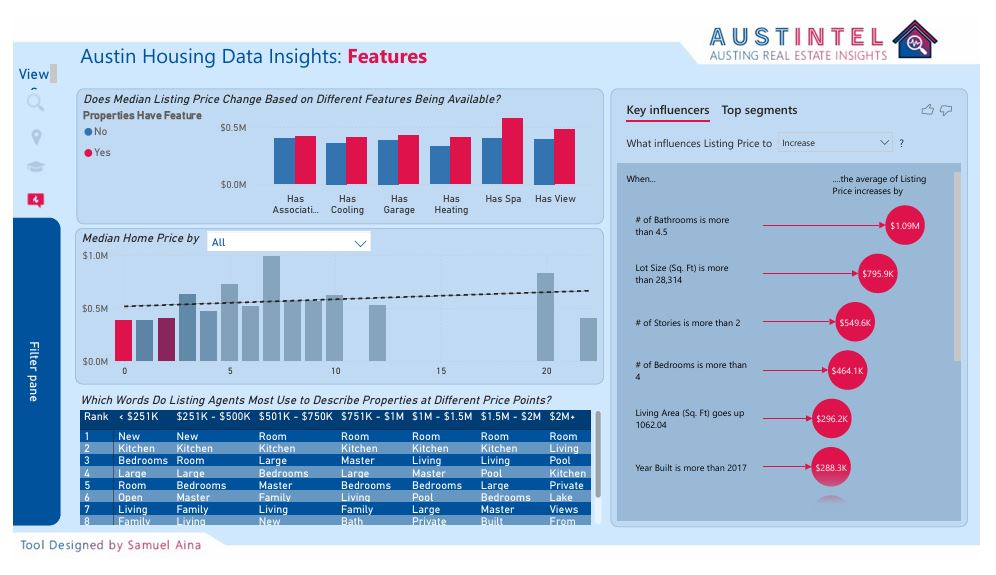 AUSTINTEL
AUSTING REAL ESTATE INSIGHTS
Austin Housing Data Insights: Features
View
Filter pane
Does Median Listing Price Change Based on Different Features Being Available?
Properties Have Feature
No
Yes
$0.5M
$0.0M
Has Associati...
Has Cooling
Has Garage
Has Heating
Has Spa
Has View
Median Home Price by
All
$1.0M
$0.5M
$0.0M
0 5 10 15 20
Which Words Do Listing Agents Most Use to Describe Properties at Different Price Points?
Rank < $251K $251K - $500K $501K - $750K $751K - $1M $1M - $1.5M $1.5M - $2M $2M+
1 New New Room Room Room Room Room
2 Kitchen Kitchen Kitchen Kitchen Kitchen Kitchen Living
3 Bedrooms Room Large Master Living Living Pool
4 Large Large Bedrooms Large Master Pool Kitchen
5 Room Bedrooms Master Bedrooms Bedrooms Large Private
6 Open Master Family Living Pool Bedrooms Lake
7 Living Family Living Family Large Master Views
8 Family Living New Bath Private Built From
Key influencers Top segments
What influences Listing Price to Increase ?
When...
....the average of Listing
Price increases by
# of Bathrooms is more
than 4.5
$1.09M
Lot Size (Sq. Ft) is more
than 28,314
$795.9K
# of Stories is more than 2
$549.6K
# of Bedrooms is more than
4
$464.1K
Living Area (Sq. Ft) goes up
1062.04
$296.2K
Year Built is more than 2017
$288.3K
Tool Designed by Samuel Aina